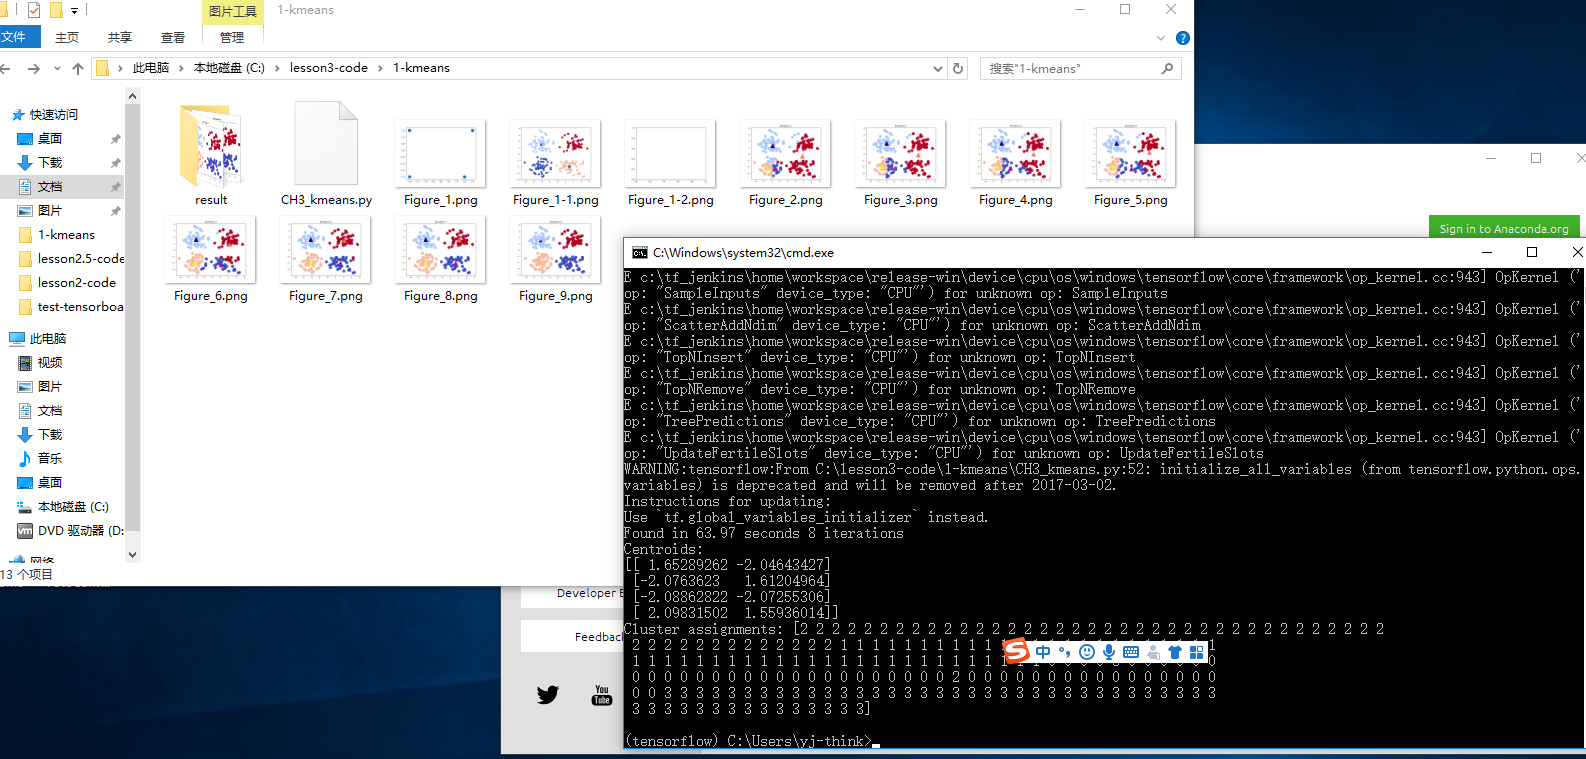 图片工具
1-kmeans
文件
主页
共享
查看
管理
此电脑
本地磁盘 (C:)
lesson3-code
1-kmeans
搜索"1-kmeans"
快速访问
桌面
下载
文档
图片
1-kmeans
lesson2.5-code
lesson2-code
test-tensorboa
此电脑
视频
图片
文档
下载
音乐
桌面
本地磁盘 (C:)
DVD 驱动器 (D:
网络
13 个项目
result
CH3_kmeans.py
Figure_1.png
Figure_1-1.png
Figure_1-2.png
Figure_2.png
Figure_3.png
Figure_4.png
Figure_5.png
Figure_6.png
Figure_7.png
Figure_8.png
Figure_9.png
Sign in to Anaconda.org
Developer
Feedbac
You
Tube
C:\Windows\system32\cmd.exe
E c:\tf_jenkins\home\workspace\release-win\device\cpu\os\windows\tensorflow\core\framework\op_kernel.cc:943] OpKernel ('
op: "SampleInputs" device_type: "CPU"') for unknown op: SampleInputs
E c:\tf_jenkins\home\workspace\release-win\device\cpu\os\windows\tensorflow\core\framework\op_kernel.cc:943] OpKernel ('
op: "ScatterAddNdim" device_type: "CPU"') for unknown op: ScatterAddNdim
E c:\tf_jenkins\home\workspace\release-win\device\cpu\os\windows\tensorflow\core\framework\op_kernel.cc:943] OpKernel ('
op: "TopNInsert" device_type: "CPU"') for unknown op: TopNInsert
E c:\tf_jenkins\home\workspace\release-win\device\cpu\os\windows\tensorflow\core\framework\op_kernel.cc:943] OpKernel ('
op: "TopNRemove" device_type: "CPU"') for unknown op: TopNRemove
E c:\tf_jenkins\home\workspace\release-win\device\cpu\os\windows\tensorflow\core\framework\op_kernel.cc:943] OpKernel ('
op: "TreePredictions" device_type: "CPU"') for unknown op: TreePredictions
E c:\tf_jenkins\home\workspace\release-win\device\cpu\os\windows\tensorflow\core\framework\op_kernel.cc:943] OpKernel ('
op: "UpdateFertileSlots" device_type: "CPU"') for unknown op: UpdateFertileSlots
WARNING:tensorflow:From C:\lesson3-code\1-kmeans\CH3_kmeans.py:52: initialize_all_variables (from tensorflow.python.ops.
variables) is deprecated and will be removed after 2017-03-02.
Instructions for updating:
Use `tf.global_variables_initializer` instead.
Found in 63.97 seconds 8 iterations
Centroids:
[[ 1.65289262 -2.04643427]
[-2.0763623 1.61204964]
[-2.08862822 -2.07255306]
[ 2.09831502 1.55936014]]
Cluster assignments: [2 2 2 2 2 2 2 2 2 2 2 2 2 2 2 2 2 2 2 2 2 2 2 2 2 2 2 2 2 2 2 2 2 2 2 2 2
2 2 2 2 2 2 2 2 2 2 2 2 2 1 1 1 1 1 1 1 1 1 1 1
1 1 1 1 1 1 1 1 1 1 1 1 1 1 1 1 1 1 1 1 1 1 1 1 1 1 0
0 0 0 0 0 0 0 0 0 0 0 0 0 0 0 0 0 0 0 0 2 0 0 0 0 0 0 0 0 0 0 0 0 0 0 0 0
0 0 3 3 3 3 3 3 3 3 3 3 3 3 3 3 3 3 3 3 3 3 3 3 3 3 3 3 3 3 3 3 3 3 3 3 3
3 3 3 3 3 3 3 3 3 3 3 3 3 3 3]
中
(tensorflow) C:\Users\yj-think>